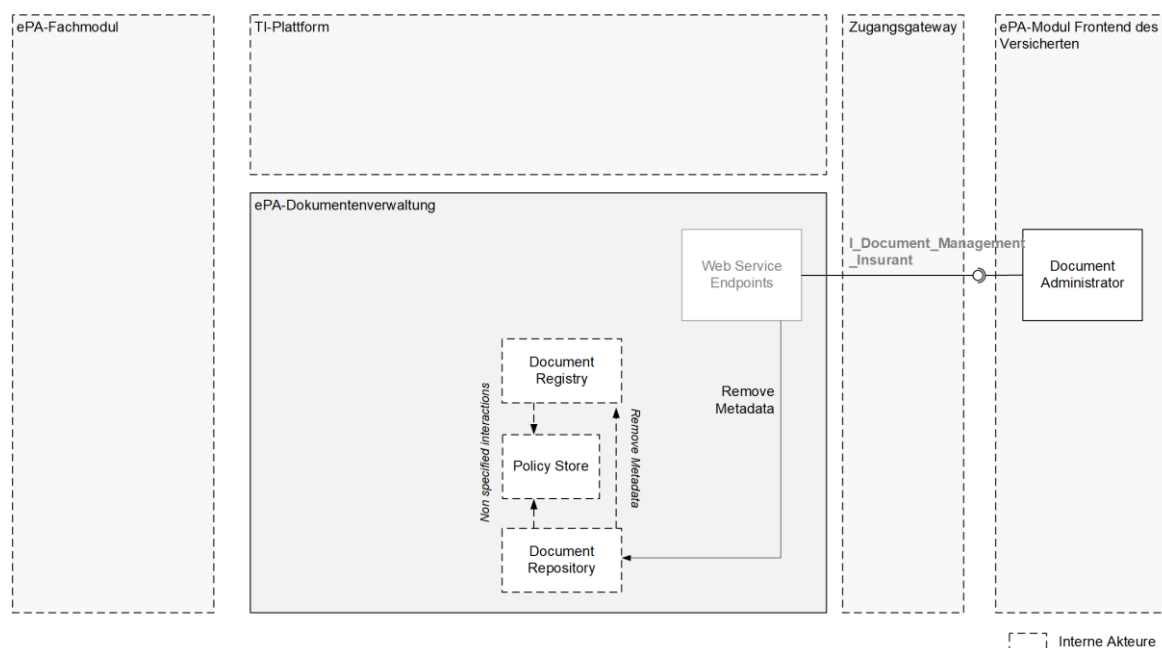 ePA-Fachmodul
TI-Plattform
Zugangsgateway
ePA-Modul Frontend des
Versicherten
ePA-Dokumentenverwaltung
I_Document_Management
_Insurant
Web Service
Endpoints
Document
Administrator
Document
Registry
Remove
Metadata
Non specified interactions
Remove Metadata
Policy Store
Document
Repository
Interne Akteure